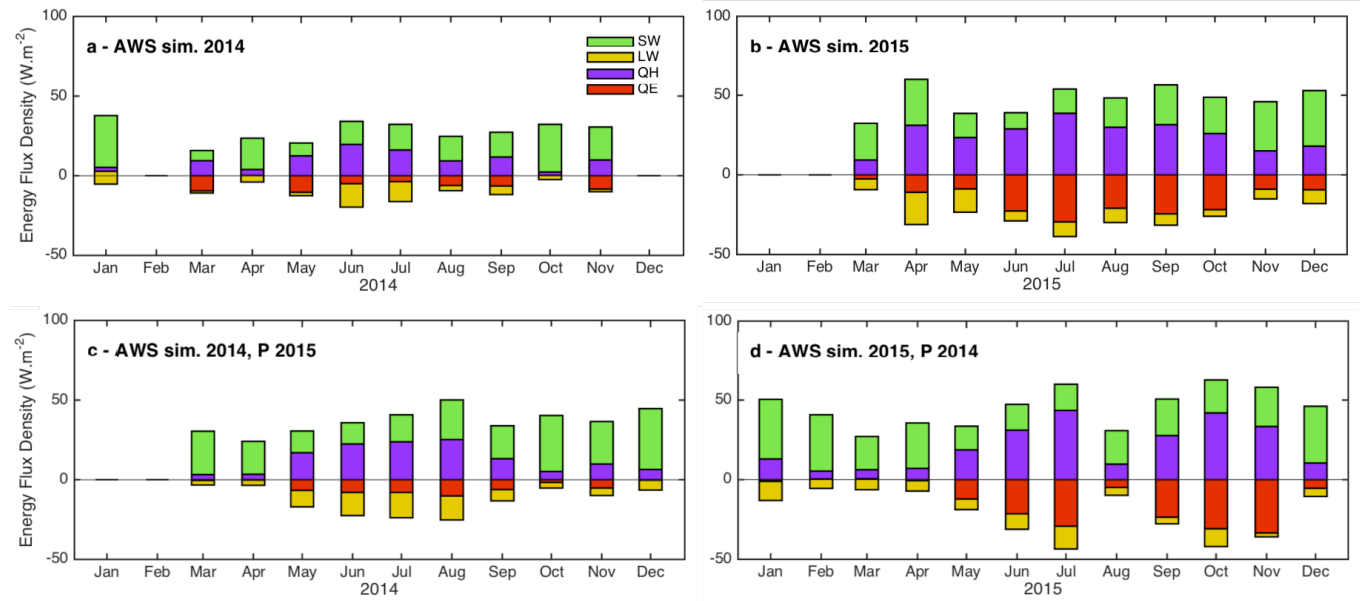 a - AWS sim. 2014
SW
LW
QH
QE
Energy Flux Density (W.m-2)
100
50
0
-50
Jan Feb Mar Apr May Jun Jul Aug Sep Oct Nov Dec
2014
b - AWS sim. 2015
100
50
0
-50
Jan Feb Mar Apr May Jun Jul Aug Sep Oct Nov Dec
2015
c - AWS sim. 2014, P 2015
Energy Flux Density (W.m-2)
100
50
0
-50
Jan Feb Mar Apr May Jun Jul Aug Sep Oct Nov Dec
2014
d - AWS sim. 2015, P 2014
100
50
0
-50
Jan Feb Mar Apr May Jun Jul Aug Sep Oct Nov Dec
2015